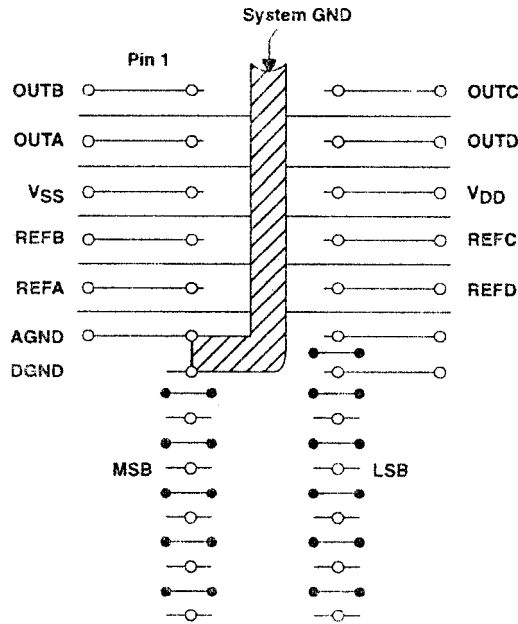 System GND
Pin 1
OUTB
OUTC
OUTA
OUTD
VSS
VDD
REFB
REFC
REFA
REFD
AGND
DGND
MSB
LSB